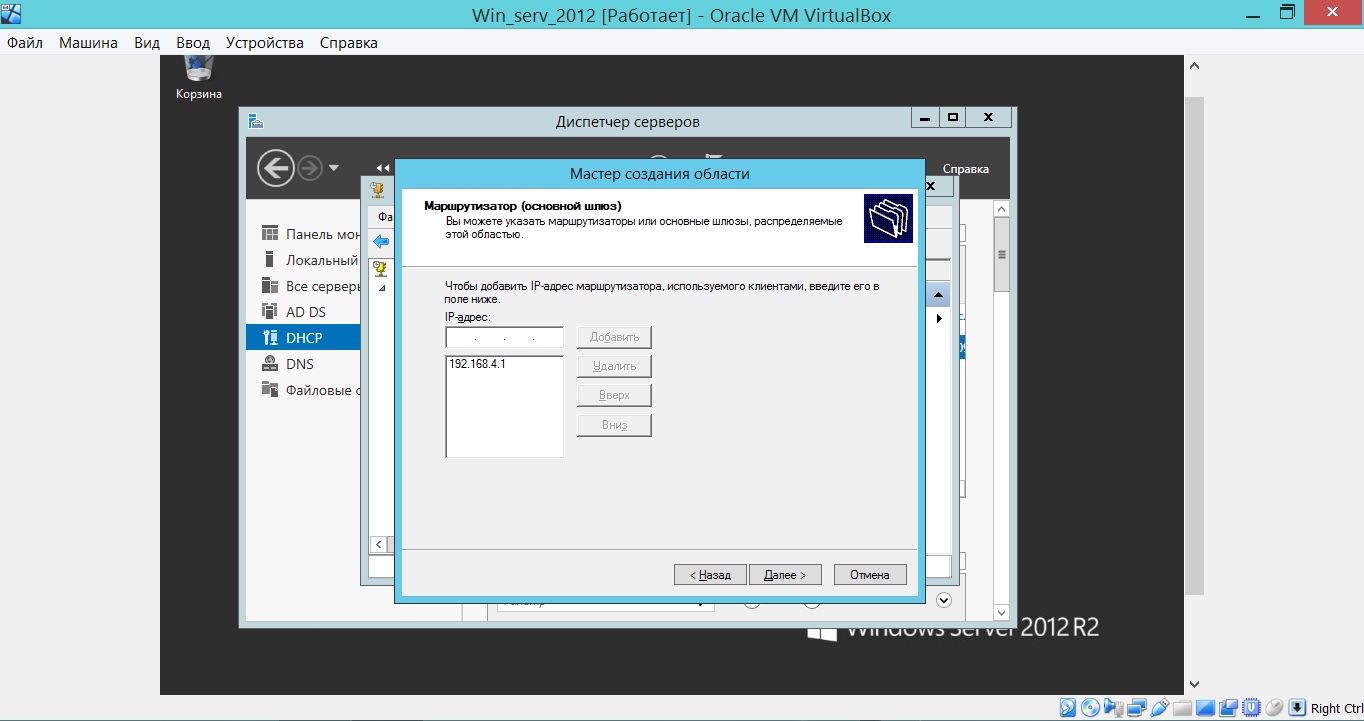 Win_serv_2012 [Работает] - Oracle VM VirtualBox
Файл Машина Вид Ввод Устройства Справка
Корзина
Диспетчер серверов
Справка
Мастер создания области
Фа
Маршрутизатор (основной шлюз)
Вы можете указать маршрутизаторы или основные шлюзы, распределяемые
этой областью.
Панель мон
Локальный
Все серверы
AD DS
DHCP
DNS
Файловые с
Чтобы добавить IP-адрес маршрутизатора, используемого клиентами, введите его в
поле ниже.
IP-адрес:
. . .
Добавить
192.168.4.1
Удалить
Вверх
Вниз
< Назад Далее > Отмена
Windows Server 2012 R2
Right Ctrl